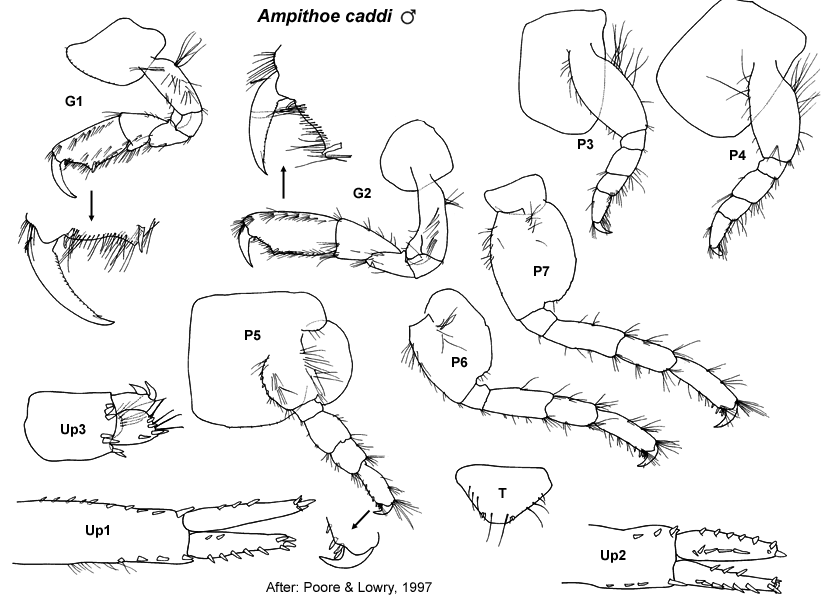 Ampithoe caddi ♂
G1
G2
P3
P4
P7
P5
P6
Up3
T
Up1
Up2
After: Poore & Lowry, 1997